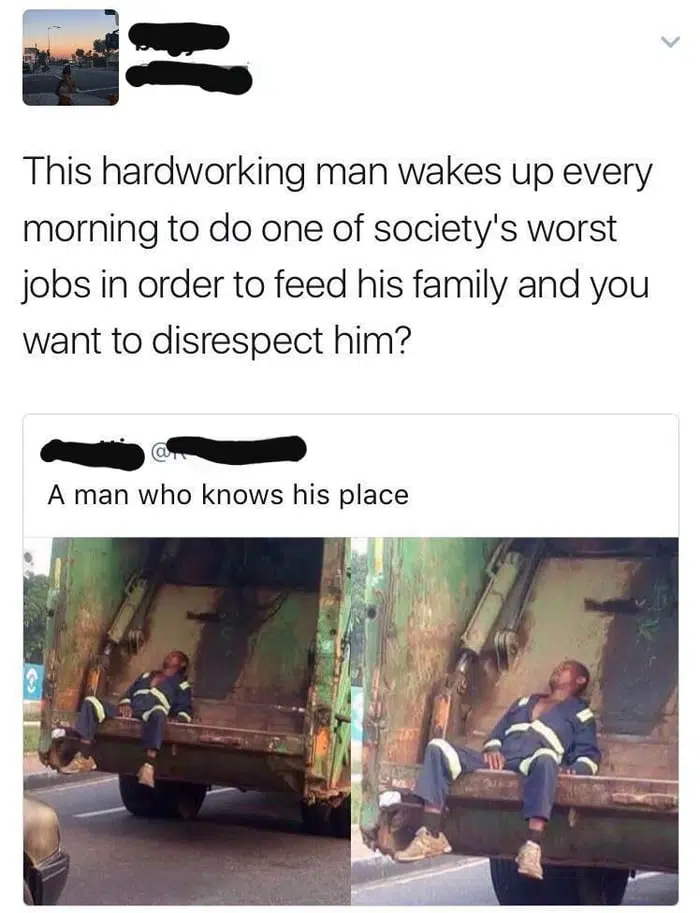 This hardworking man wakes up every
morning to do one of society's worst
jobs in order to feed his family and you
want to disrespect him?
@
A man who knows his place